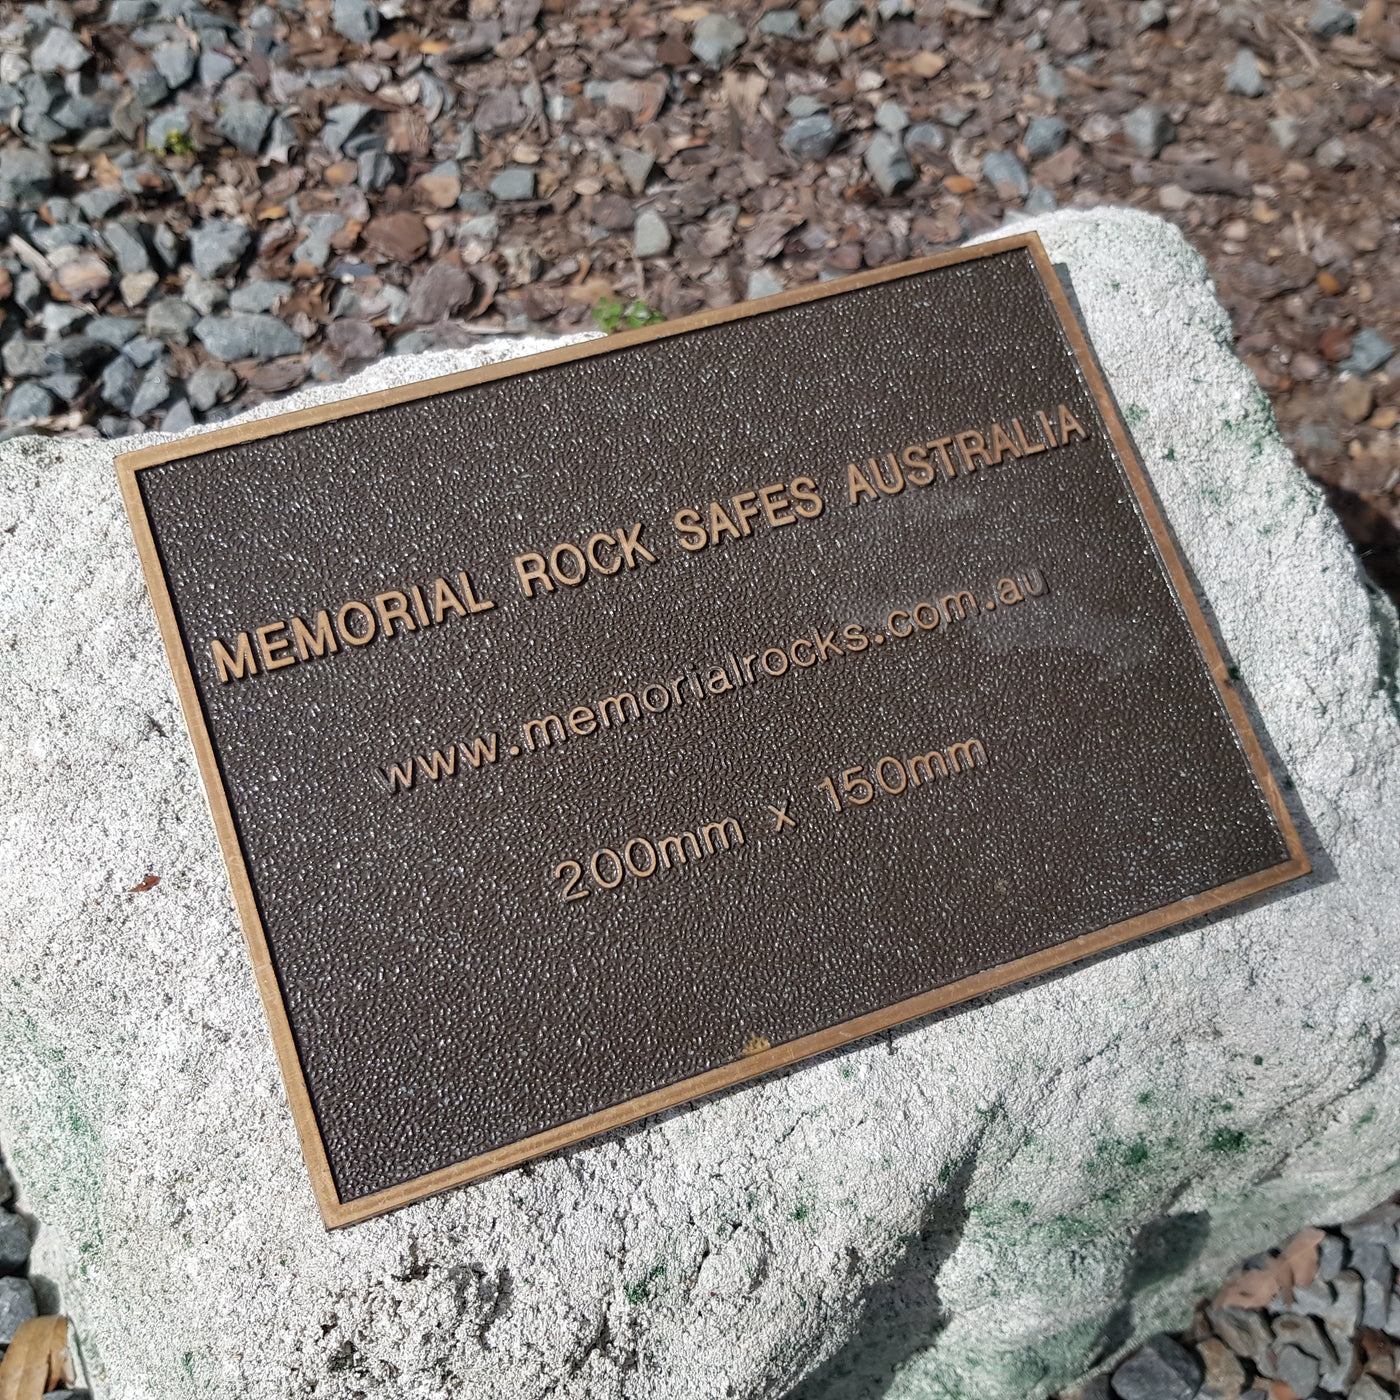 MEMORIAL ROCK SAFES AUSTRALIA
www.memorialrocks.com.au
200mm x 150mm